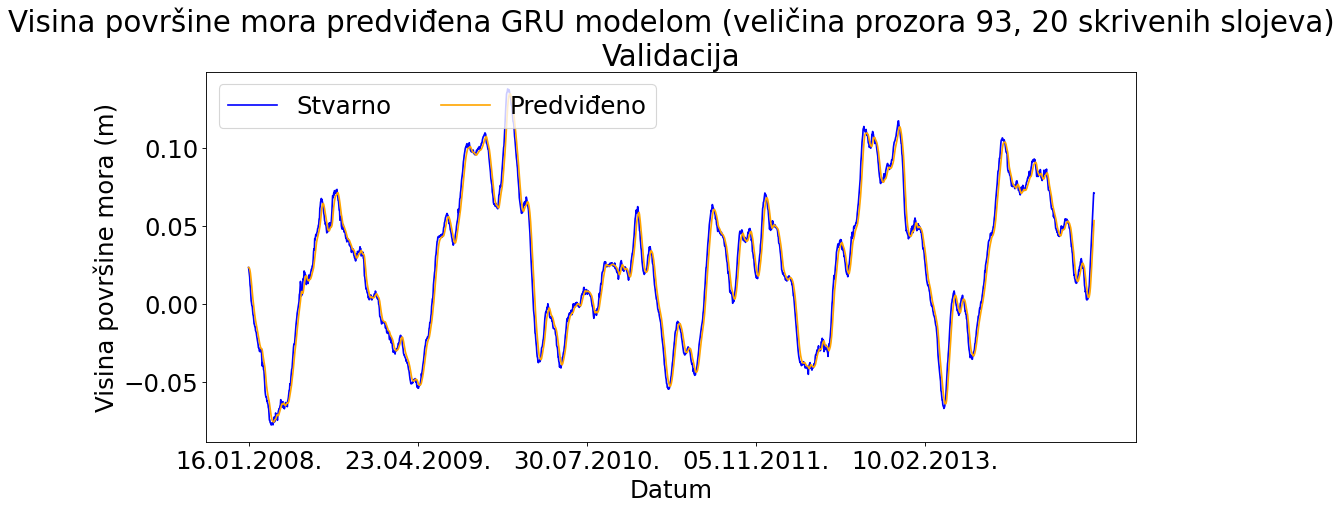 Visina površine mora predviđena GRU modelom (veličina prozora 93, 20 skrivenih slojeva)
Validacija
Stvarno
Predviđeno
Visina površine mora (m)
0.10
0.05
0.00
−0.05
16.01.2008.
23.04.2009.
30.07.2010.
05.11.2011.
10.02.2013.
Datum